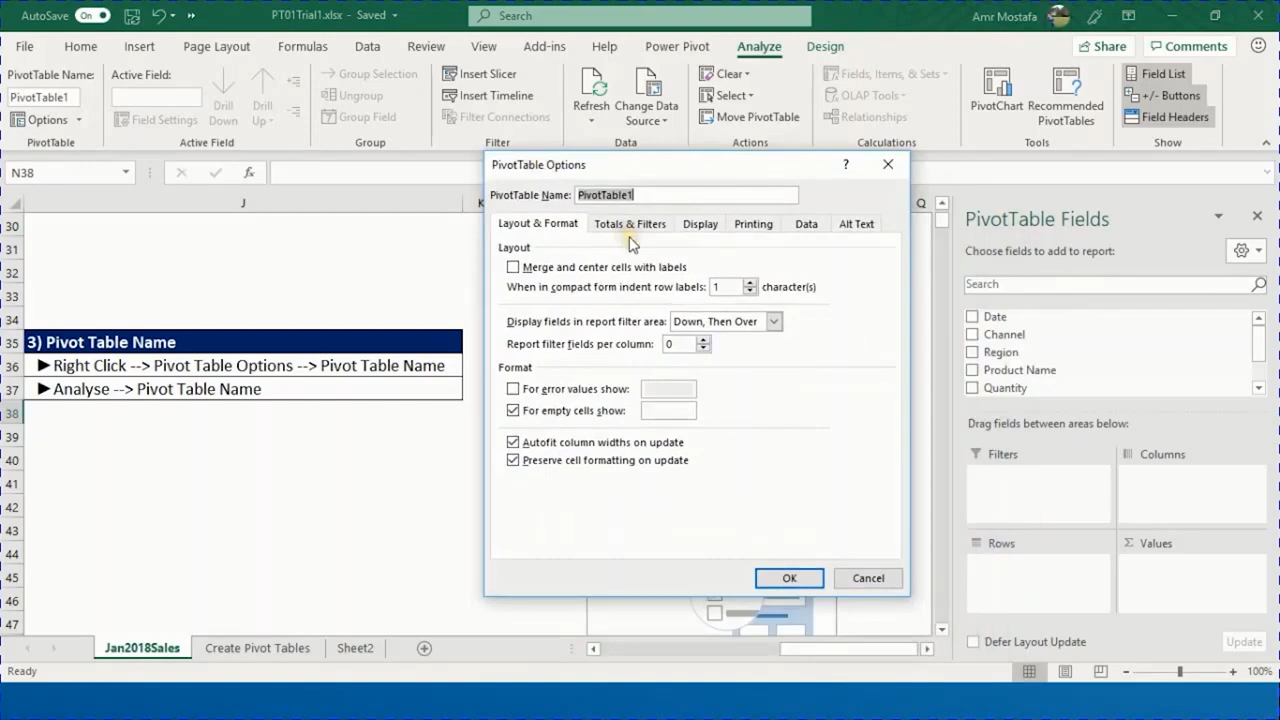 AutoSave On PT01Trial1.xlsx - Saved Search Amr Mostafa
File Home Insert Page Layout Formulas Data Review View Add-ins Help Power Pivot Analyze Design Share Comments
PivotTable Name:
PivotTable1
Options
PivotTable
Active Field:
Field Settings
Drill Down
Drill Up
Active Field
Group Selection
Ungroup
Group Field
Group
Insert Slicer
Insert Timeline
Filter Connections
Filter
Refresh
Change Data Source
Data
Clear
Select
Move PivotTable
Actions
Fields, Items, & Sets
OLAP Tools
Relationships
Calculations
PivotChart
Recommended PivotTables
Tools
Field List
+/- Buttons
Field Headers
Show
N38 fx
J K Q
30
31
32
33
34
35 3) Pivot Table Name
36 ►Right Click --> Pivot Table Options --> Pivot Table Name
37 ►Analyse --> Pivot Table Name
38
39
40
41
42
43
44
45
46
47
PivotTable Options ? ×
PivotTable Name: PivotTable1
Layout & Format Totals & Filters Display Printing Data Alt Text
Layout
Merge and center cells with labels
When in compact form indent row labels: 1 character(s)
Display fields in report filter area: Down, Then Over
Report filter fields per column: 0
Format
For error values show:
For empty cells show:
Autofit column widths on update
Preserve cell formatting on update
OK Cancel
PivotTable Fields
Choose fields to add to report:
Search
Date
Channel
Region
Product Name
Quantity
Drag fields between areas below:
Filters Columns
Rows Σ Values
Defer Layout Update Update
Jan2018Sales Create Pivot Tables Sheet2
Ready 100%